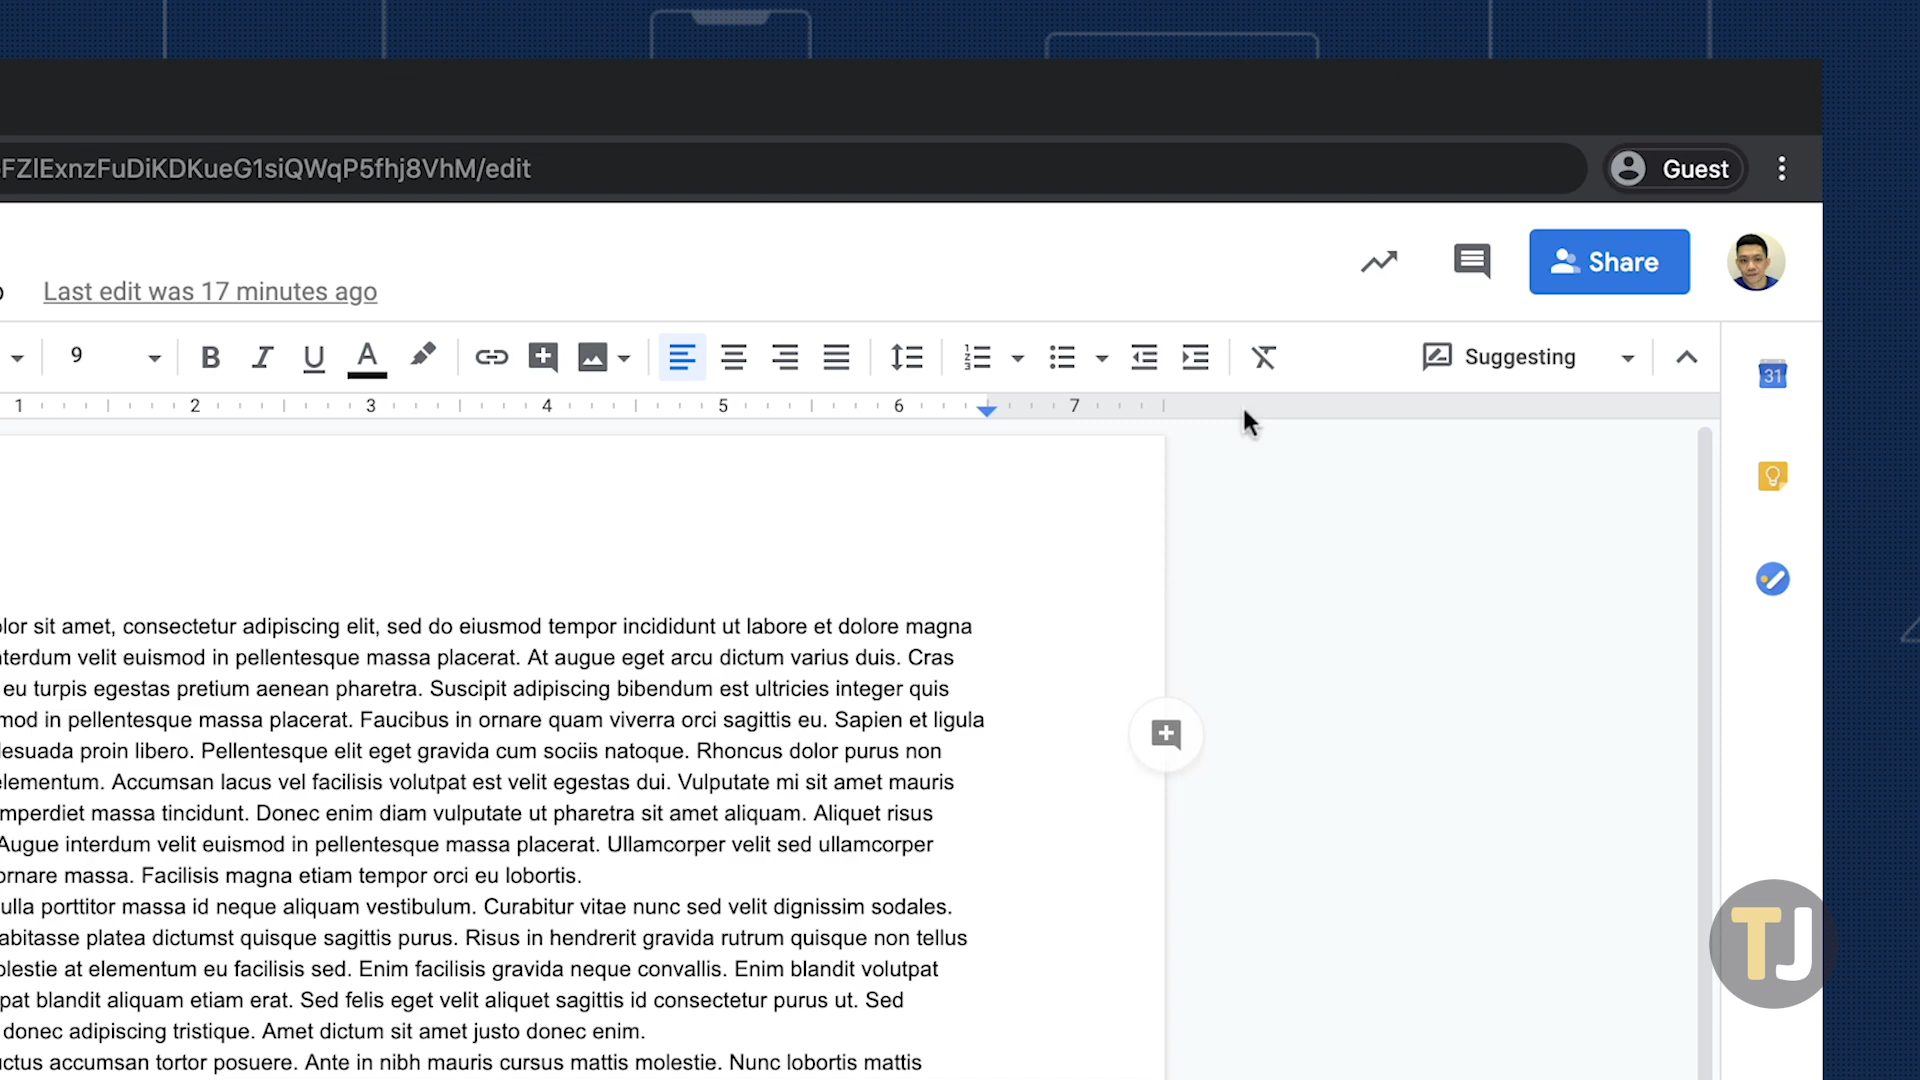 FZlExnzFuDiKDKueG1siQWqP5fhj8VhM/edit
Guest
Share
Last edit was 17 minutes ago
9 B I U A Suggesting
31
1 2 3 4 5 6 7
olor sit amet, consectetur adipiscing elit, sed do eiusmod tempor incididunt ut labore et dolore magna
nterdum velit euismod in pellentesque massa placerat. At augue eget arcu dictum varius duis. Cras
eu turpis egestas pretium aenean pharetra. Suscipit adipiscing bibendum est ultricies integer quis
mod in pellentesque massa placerat. Faucibus in ornare quam viverra orci sagittis eu. Sapien et ligula
lesuada proin libero. Pellentesque elit eget gravida cum sociis natoque. Rhoncus dolor purus non
elementum. Accumsan lacus vel facilisis volutpat est velit egestas dui. Vulputate mi sit amet mauris
mperdiet massa tincidunt. Donec enim diam vulputate ut pharetra sit amet aliquam. Aliquet risus
Augue interdum velit euismod in pellentesque massa placerat. Ullamcorper velit sed ullamcorper
ornare massa. Facilisis magna etiam tempor orci eu lobortis.
ulla porttitor massa id neque aliquam vestibulum. Curabitur vitae nunc sed velit dignissim sodales.
abitasse platea dictumst quisque sagittis purus. Risus in hendrerit gravida rutrum quisque non tellus
olestie at elementum eu facilisis sed. Enim facilisis gravida neque convallis. Enim blandit volutpat
pat blandit aliquam etiam erat. Sed felis eget velit aliquet sagittis id consectetur purus ut. Sed
donec adipiscing tristique. Amet dictum sit amet justo donec enim.
uctus accumsan tortor posuere. Ante in nibh mauris cursus mattis molestie. Nunc lobortis mattis
TJ